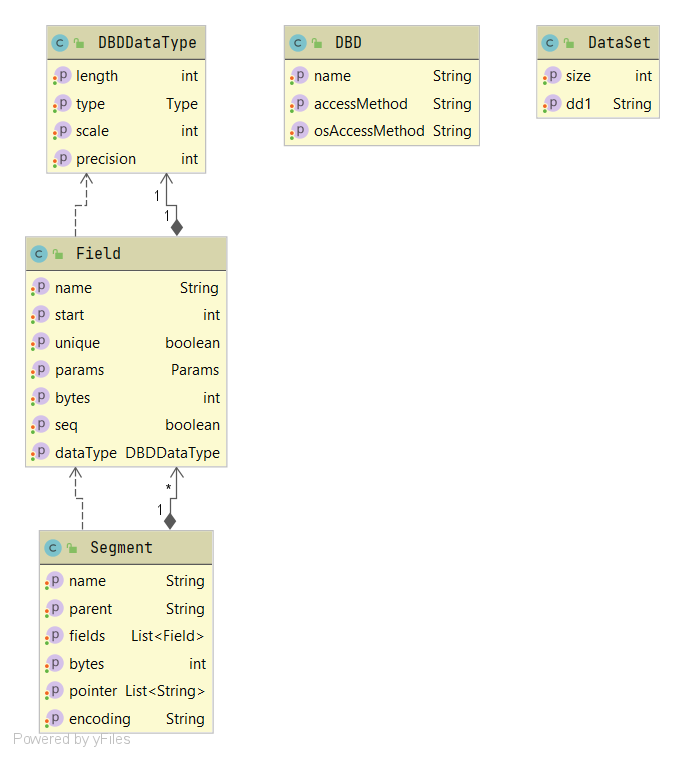 DBDDataType
length int
type Type
scale int
precision int
DBD
name String
accessMethod String
osAccessMethod String
DataSet
size int
dd1 String
1
1
Field
name String
start int
unique boolean
params Params
bytes int
seq boolean
dataType DBDDataType
*
1
Segment
name String
parent String
fields List<Field>
bytes int
pointer List<String>
encoding String
Powered by yFiles